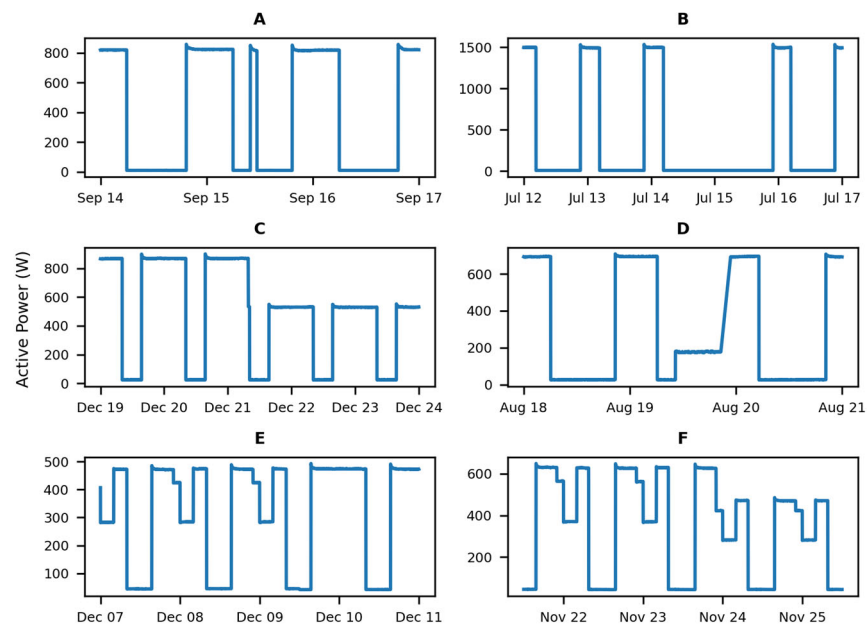 A
800
600
400
200
0
Sep 14 Sep 15 Sep 16 Sep 17
B
1500
1000
500
0
Jul 12 Jul 13 Jul 14 Jul 15 Jul 16 Jul 17
Active Power (W)
C
800
600
400
200
0
Dec 19 Dec 20 Dec 21 Dec 22 Dec 23 Dec 24
D
600
400
200
0
Aug 18 Aug 19 Aug 20 Aug 21
E
500
400
300
200
100
Dec 07 Dec 08 Dec 09 Dec 10 Dec 11
F
600
400
200
Nov 22 Nov 23 Nov 24 Nov 25